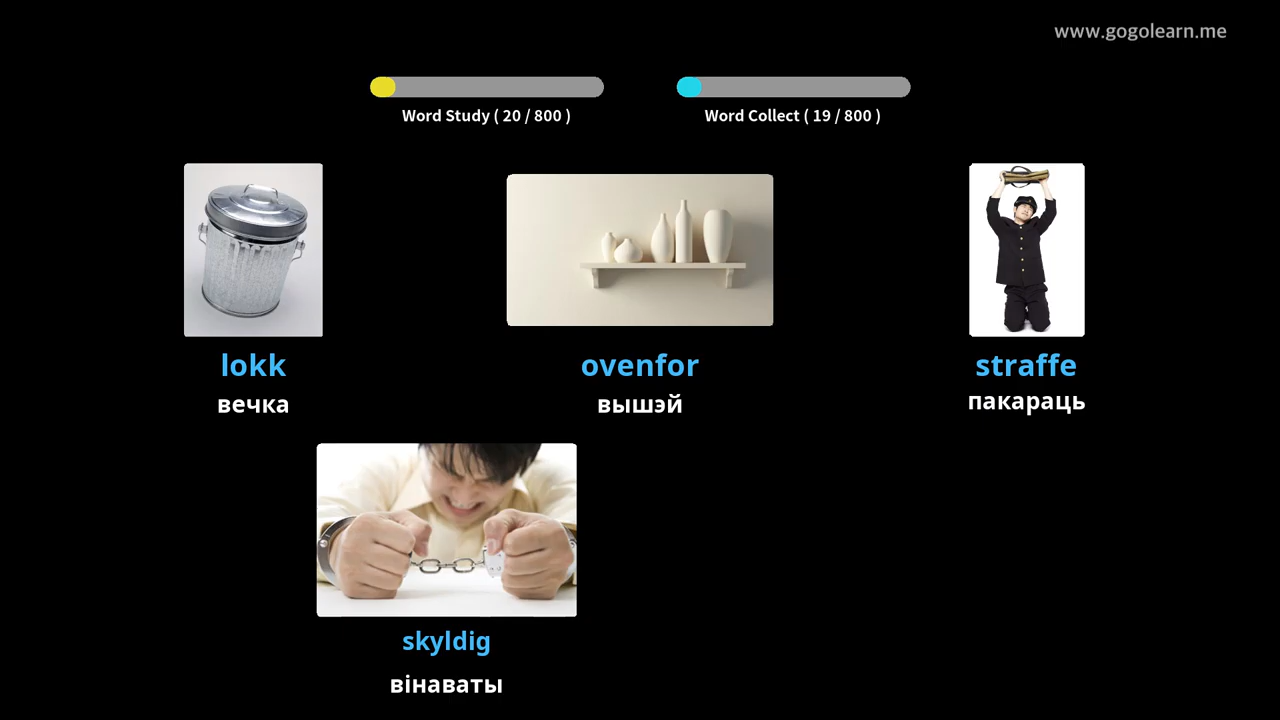 www.gogolearn.me
Word Study ( 20 / 800 )
Word Collect ( 19 / 800 )
lokk
вечка
ovenfor
вышэй
straffe
пакараць
skyldig
вінаваты